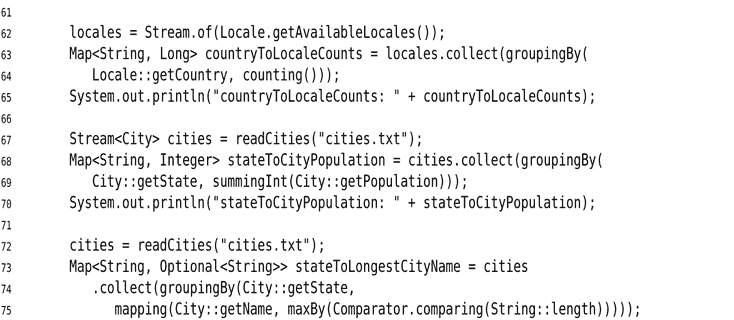 61
62 locales = Stream.of(Locale.getAvailableLocales());
63 Map<String, Long> countryToLocaleCounts = locales.collect(groupingBy(
64 Locale::getCountry, counting()));
65 System.out.println("countryToLocaleCounts: " + countryToLocaleCounts);
66
67 Stream<City> cities = readCities("cities.txt");
68 Map<String, Integer> stateToCityPopulation = cities.collect(groupingBy(
69 City::getState, summingInt(City::getPopulation)));
70 System.out.println("stateToCityPopulation: " + stateToCityPopulation);
71
72 cities = readCities("cities.txt");
73 Map<String, Optional<String>> stateToLongestCityName = cities
74 .collect(groupingBy(City::getState,
75 mapping(City::getName, maxBy(Comparator.comparing(String::length)))));